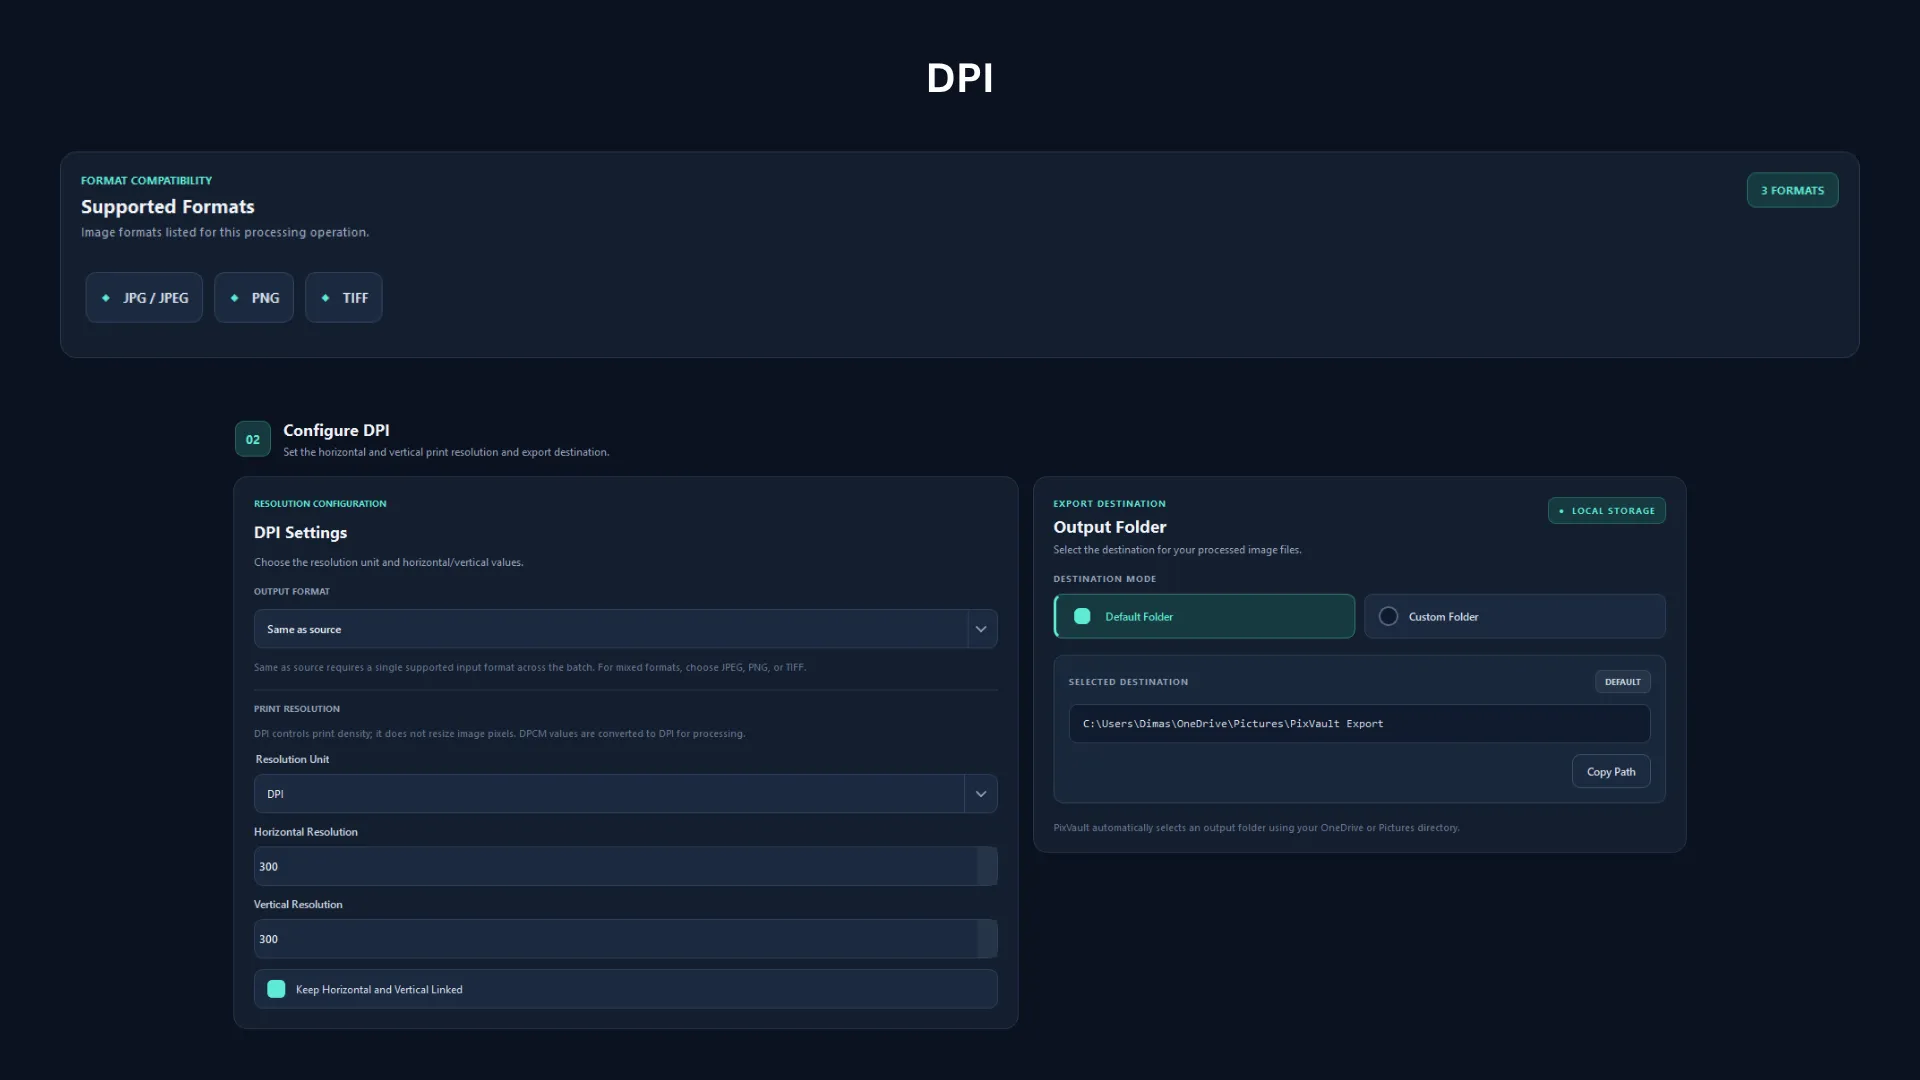 DPI
FORMAT COMPATIBILITY
Supported Formats
Image formats listed for this processing operation.
3 FORMATS
JPG / JPEG
PNG
TIFF
02
Configure DPI
Set the horizontal and vertical print resolution and export destination.
RESOLUTION CONFIGURATION
DPI Settings
Choose the resolution unit and horizontal/vertical values.
OUTPUT FORMAT
Same as source
Same as source requires a single supported input format across the batch. For mixed formats, choose JPEG, PNG, or TIFF.
PRINT RESOLUTION
DPI controls print density; it does not resize image pixels. DPCM values are converted to DPI for processing.
Resolution Unit
DPI
Horizontal Resolution
300
Vertical Resolution
300
Keep Horizontal and Vertical Linked
EXPORT DESTINATION
Output Folder
Select the destination for your processed image files.
LOCAL STORAGE
DESTINATION MODE
Default Folder
Custom Folder
SELECTED DESTINATION
DEFAULT
C:\Users\Dimas\OneDrive\Pictures\PixVault Export
Copy Path
PixVault automatically selects an output folder using your OneDrive or Pictures directory.